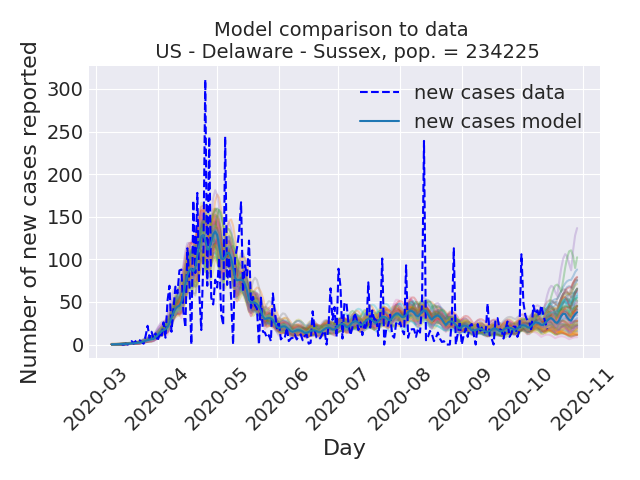 Model comparison to data
US - Delaware - Sussex, pop. = 234225
Number of new cases reported
300
250
200
150
100
50
0
new cases data
new cases model
2020-03
2020-04
2020-05
2020-06
2020-07
2020-08
2020-09
2020-10
2020-11
Day